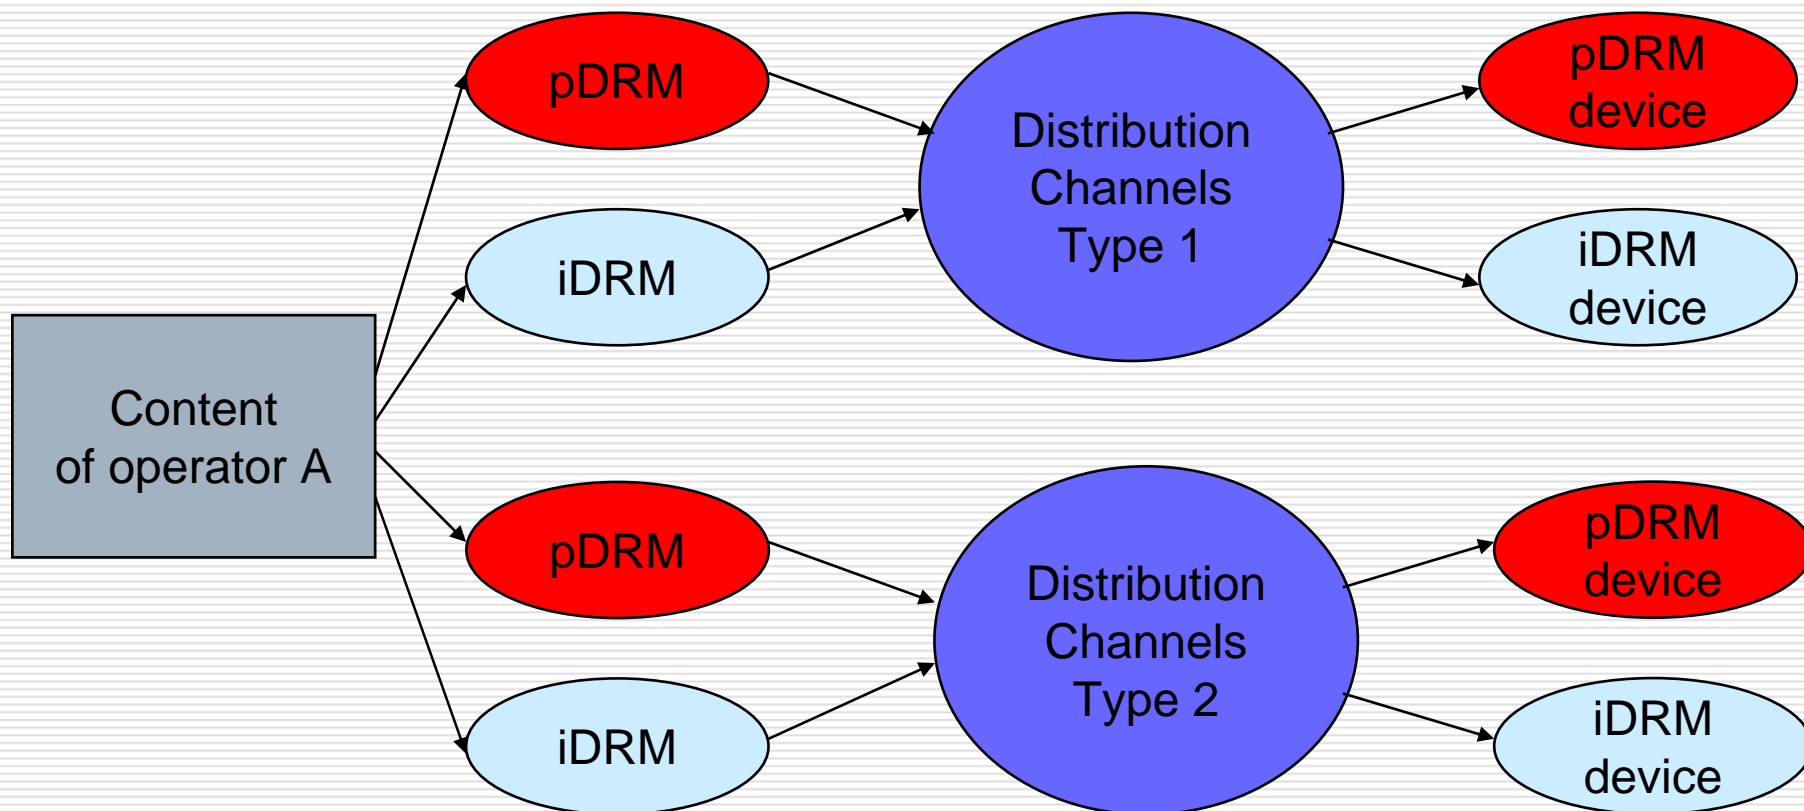 pDRM
iDRM
Distribution
Channels
Type 1
pDRM
device
iDRM
device
Content
of operator A
pDRM
iDRM
Distribution
Channels
Type 2
pDRM
device
iDRM
device